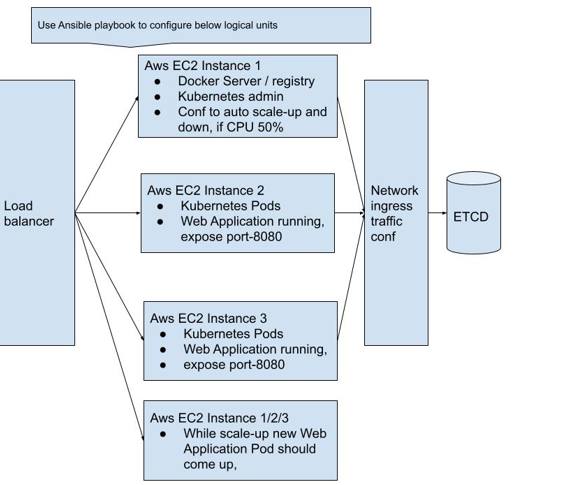 Use Ansible playbook to configure below logical units
Aws EC2 Instance 1
● Docker Server / registry
● Kubernetes admin
● Conf to auto scale-up and
down, if CPU 50%
Load
balancer
Aws EC2 Instance 2
● Kubernetes Pods
● Web Application running,
expose port-8080
Network
ingress
traffic
conf
ETCD
Aws EC2 Instance 3
● Kubernetes Pods
● Web Application running,
● expose port-8080
Aws EC2 Instance 1/2/3
● While scale-up new Web
Application Pod should
come up,